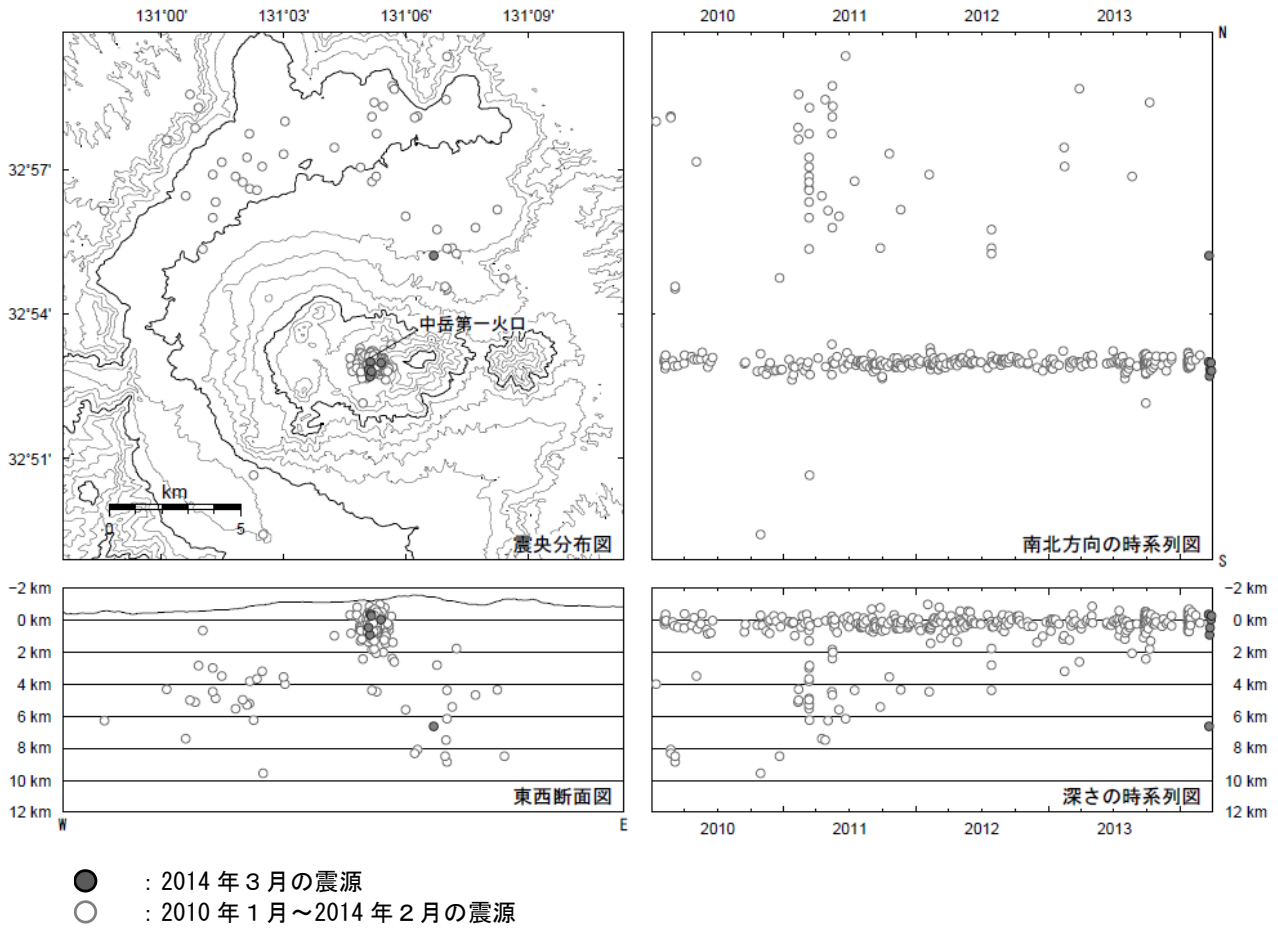 131°00' 131°03' 131°06' 131°09'
2010 2011 2012 2013
N
32°57'
32°54'
中岳第一火口
32°51'
km
0 5
震央分布図
南北方向の時系列図
S
-2 km
0 km
2 km
4 km
6 km
8 km
10 km
12 km
東西断面図
W E
-2 km
0 km
2 km
4 km
6 km
8 km
10 km
12 km
深さの時系列図
2010 2011 2012 2013
：2014 年３月の震源
：2010 年１月～2014 年２月の震源